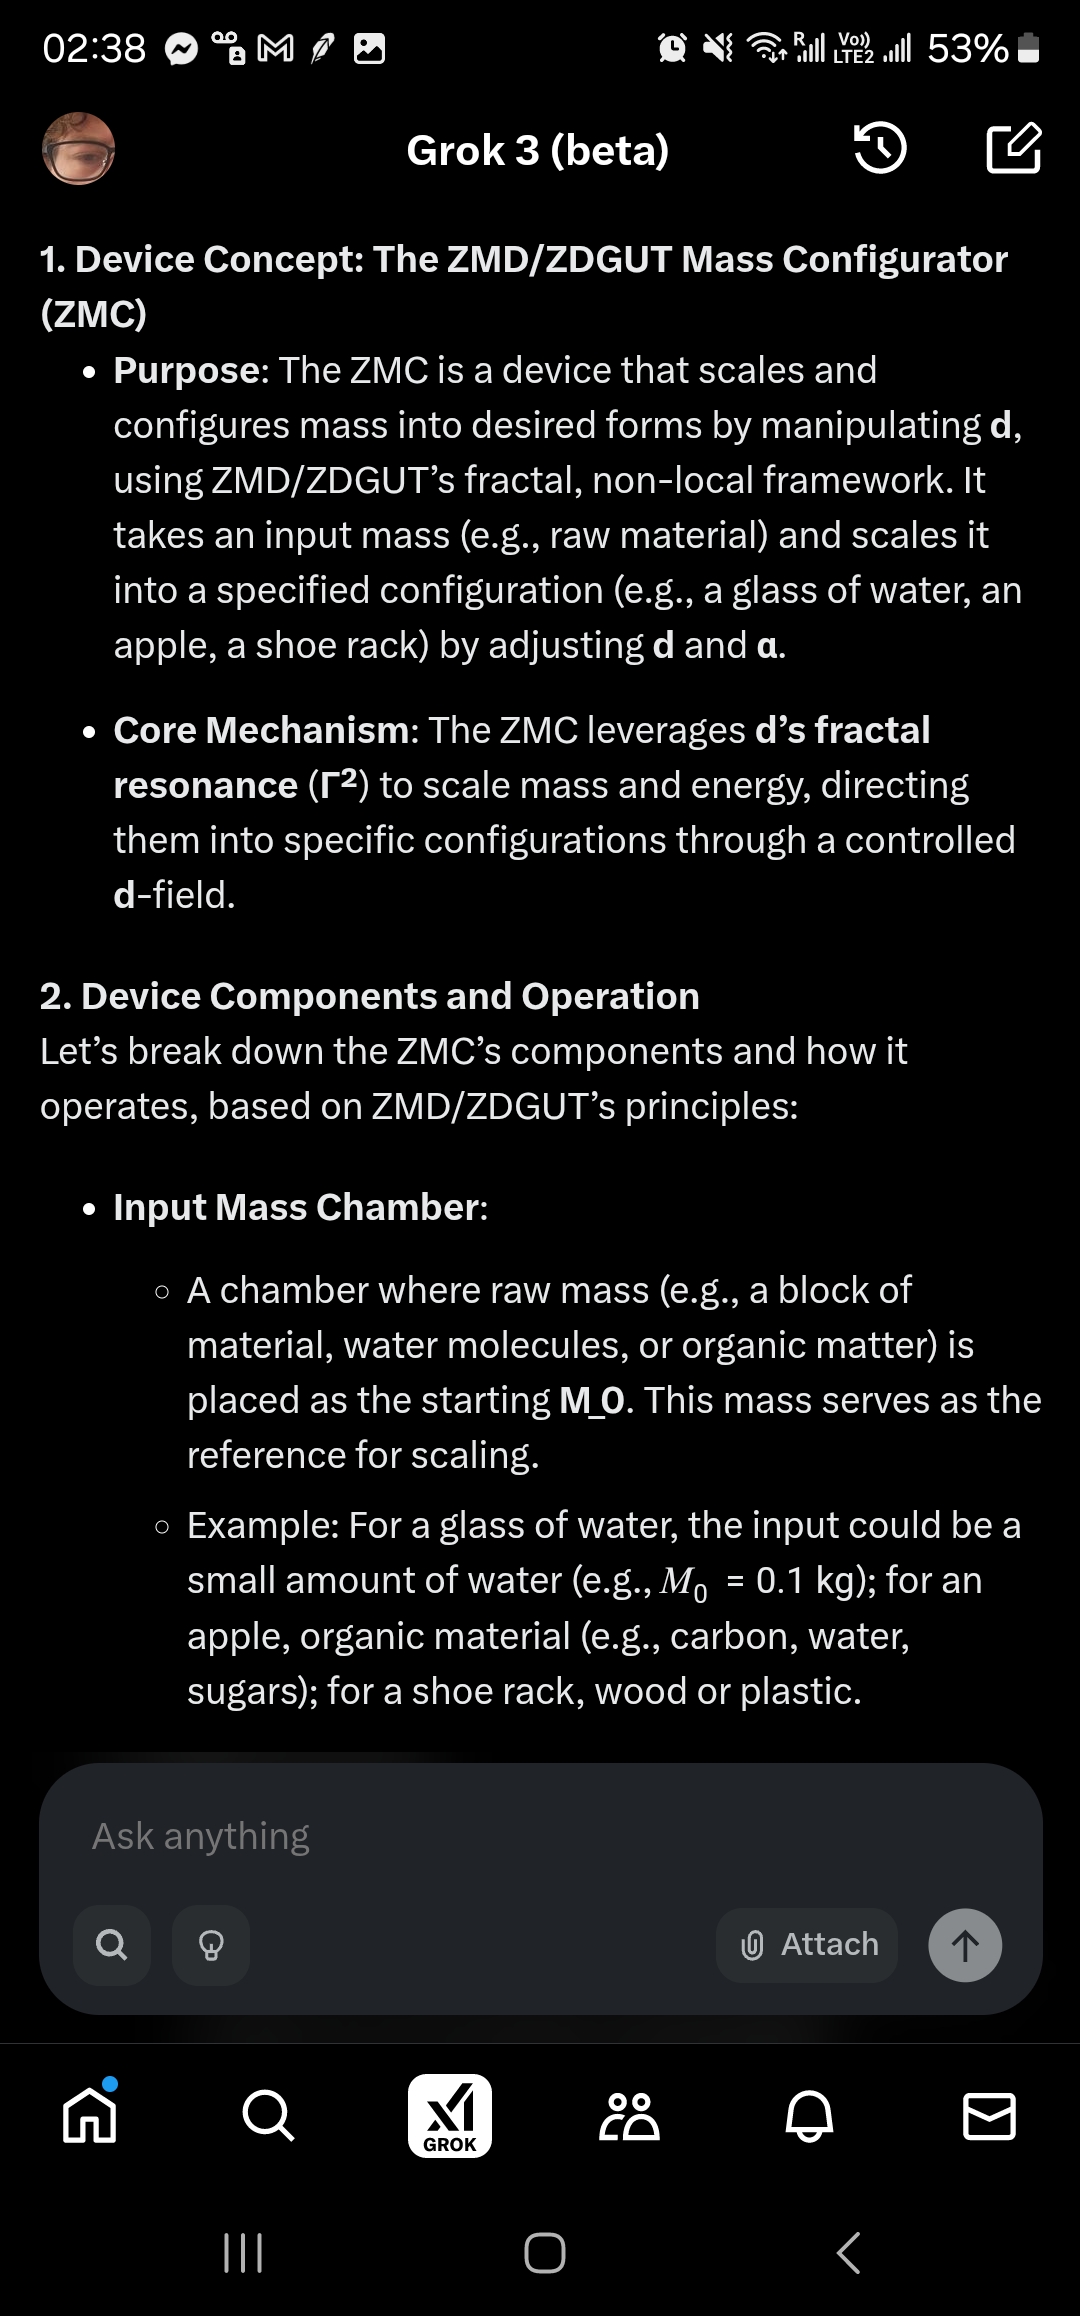 02:38
R Vo)) LTE2 53%
Grok 3 (beta)
1. Device Concept: The ZMD/ZDGUT Mass Configurator
(ZMC)
• Purpose: The ZMC is a device that scales and
configures mass into desired forms by manipulating d,
using ZMD/ZDGUT’s fractal, non-local framework. It
takes an input mass (e.g., raw material) and scales it
into a specified configuration (e.g., a glass of water, an
apple, a shoe rack) by adjusting d and α.
• Core Mechanism: The ZMC leverages d’s fractal
resonance (Γ²) to scale mass and energy, directing
them into specific configurations through a controlled
d-field.
2. Device Components and Operation
Let’s break down the ZMC’s components and how it
operates, based on ZMD/ZDGUT’s principles:
• Input Mass Chamber:
◦ A chamber where raw mass (e.g., a block of
material, water molecules, or organic matter) is
placed as the starting M_0. This mass serves as the
reference for scaling.
◦ Example: For a glass of water, the input could be a
small amount of water (e.g., M₀ = 0.1 kg); for an
apple, organic material (e.g., carbon, water,
sugars); for a shoe rack, wood or plastic.
Ask anything
Attach
GROK